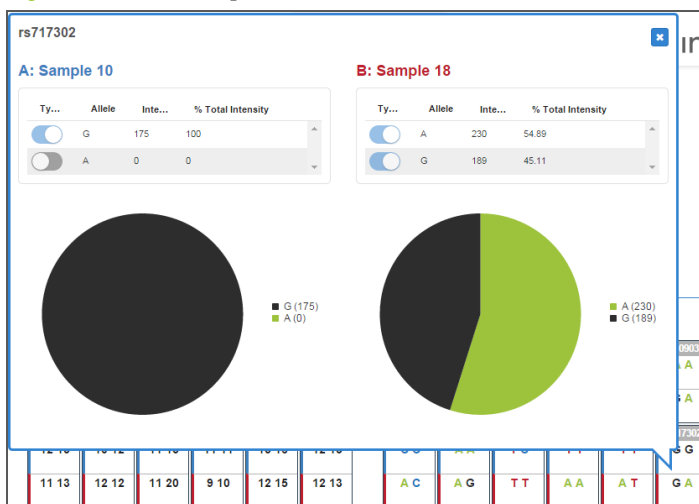 rs717302
A: Sample 10
B: Sample 18
Ty... Allele Inte... % Total Intensity
G 175 100
A 0 0
Ty... Allele Inte... % Total Intensity
A 230 54.89
G 189 45.11
G (175)
A (0)
A (230)
G (189)
A
A
G G
11 13 12 12 11 20 9 10 12 15 12 13 A C A G T T A A A T G A